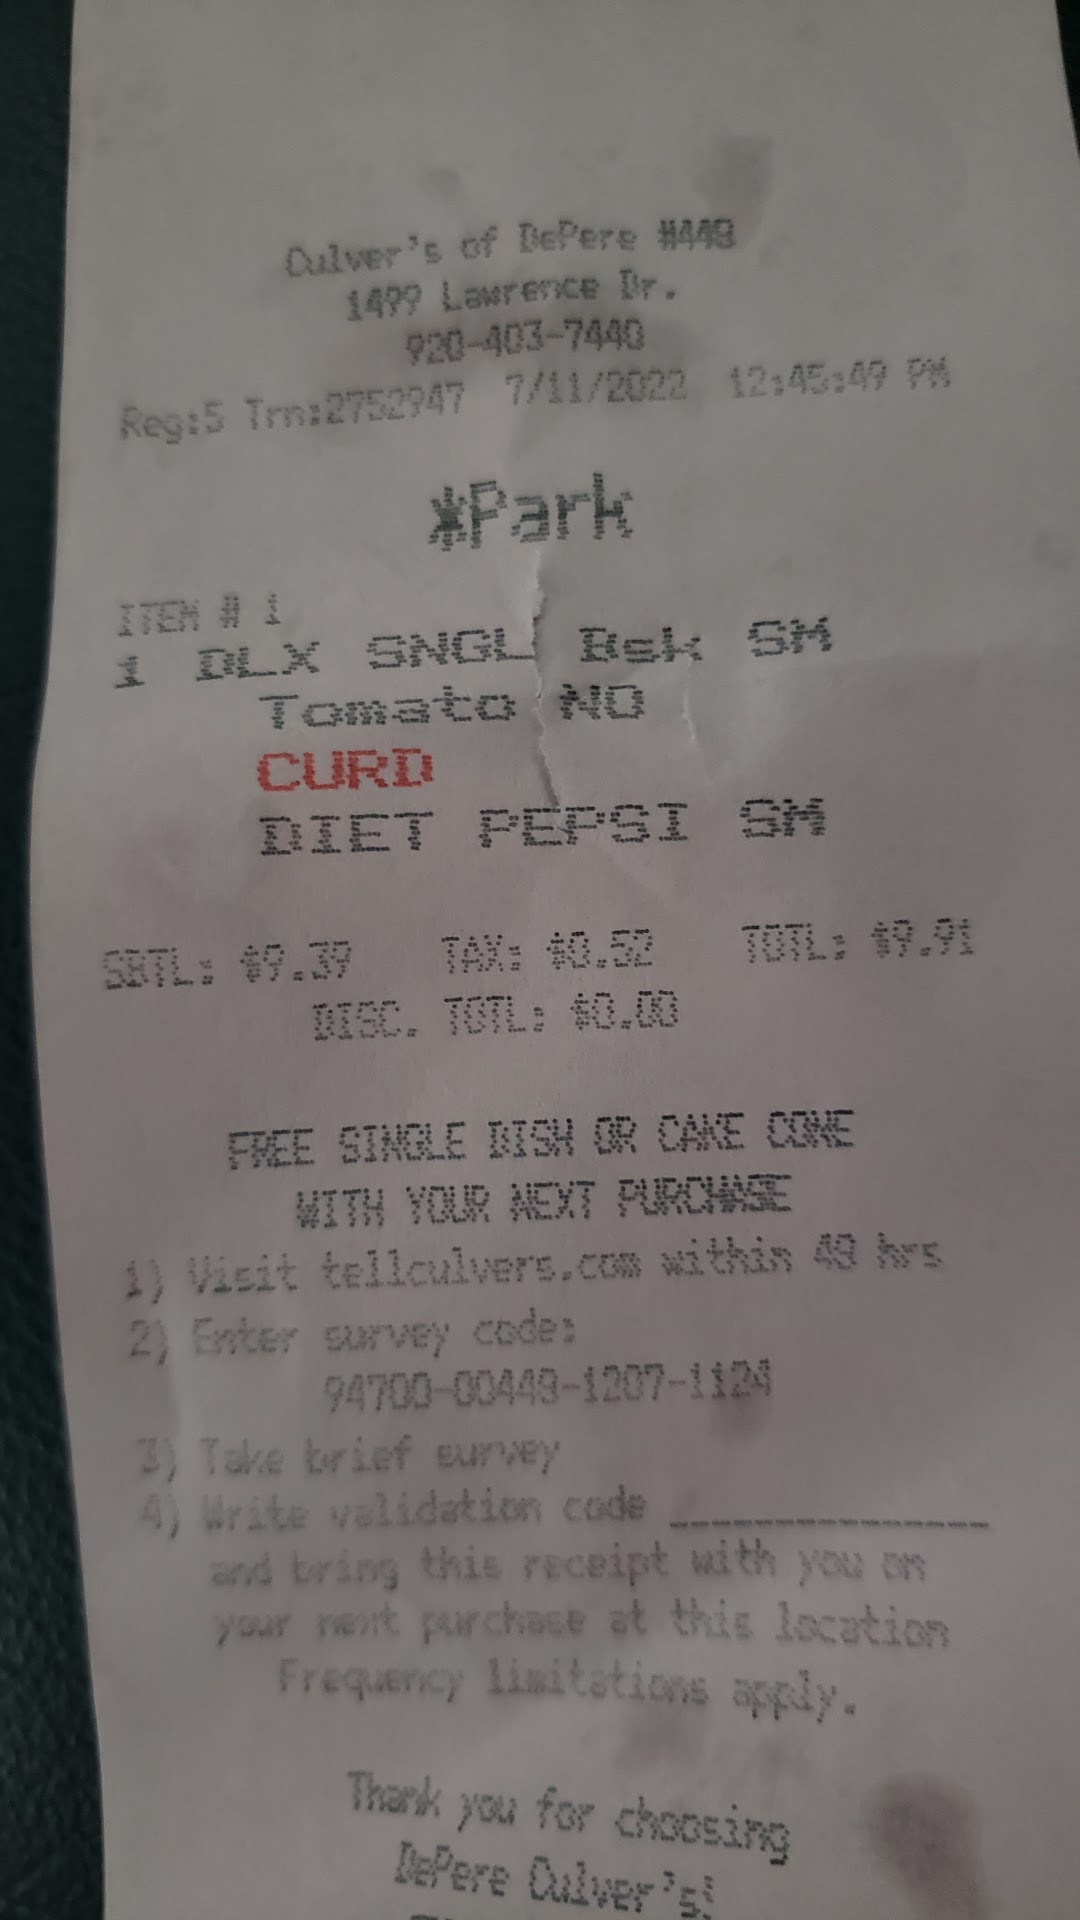 Culver's of DePere #448
1499 Lawrence Dr.
920-403-7440
Reg:5 Trn:2752947 7/11/2022 12:45:49 PM
*Park
ITEM # 1
1 DLX SNGL Bsk SM
Tomato NO
CURD
DIET PEPSI SM
SBTL: $9.39 TAX: $0.52 TOTL: $9.91
DISC. TOTL: $0.00
FREE SINGLE DISH OR CAKE CONE
WITH YOUR NEXT PURCHASE
1) Visit tellculvers.com within 48 hrs
2) Enter survey code:
94700-00448-1207-1124
3) Take brief survey
4) Write validation code ______________
and bring this receipt with you on
your next purchase at this location
Frequency limitations apply.
Thank you for choosing
DePere Culver's!